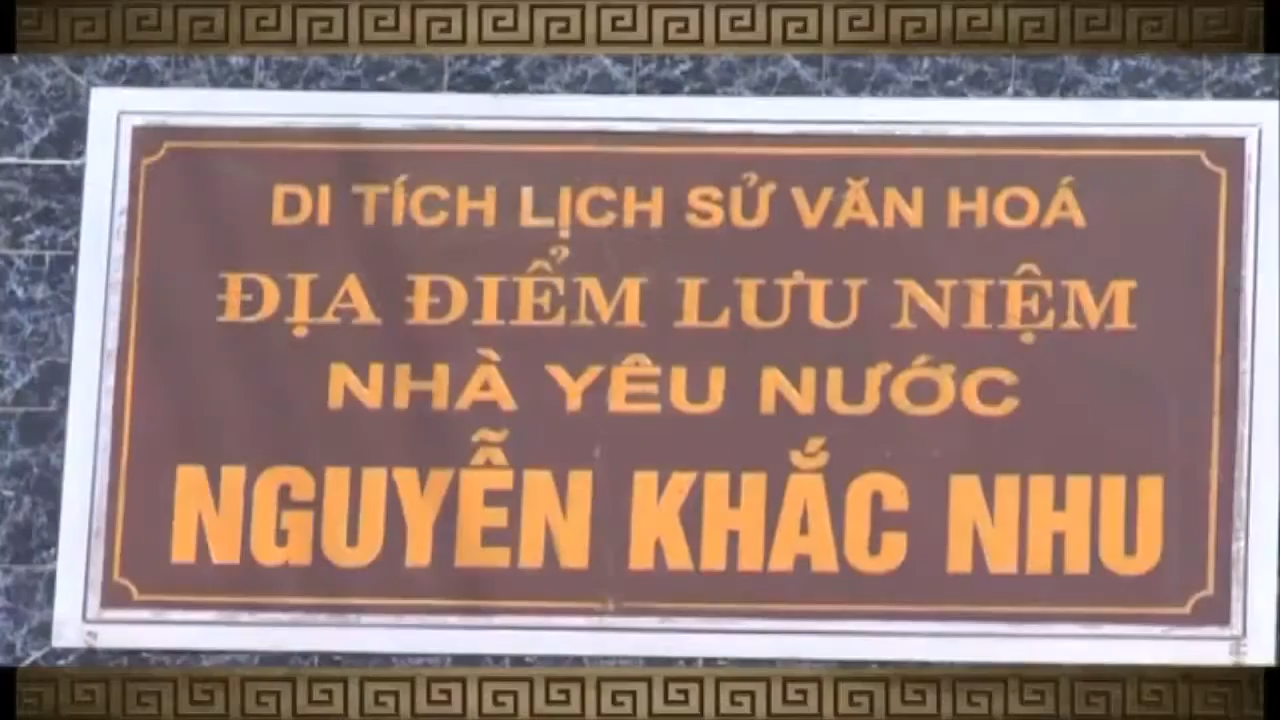 DI TÍCH LỊCH SỬ VĂN HOÁ
ĐỊA ĐIỂM LƯU NIỆM
NHÀ YÊU NƯỚC
NGUYỄN KHẮC NHU